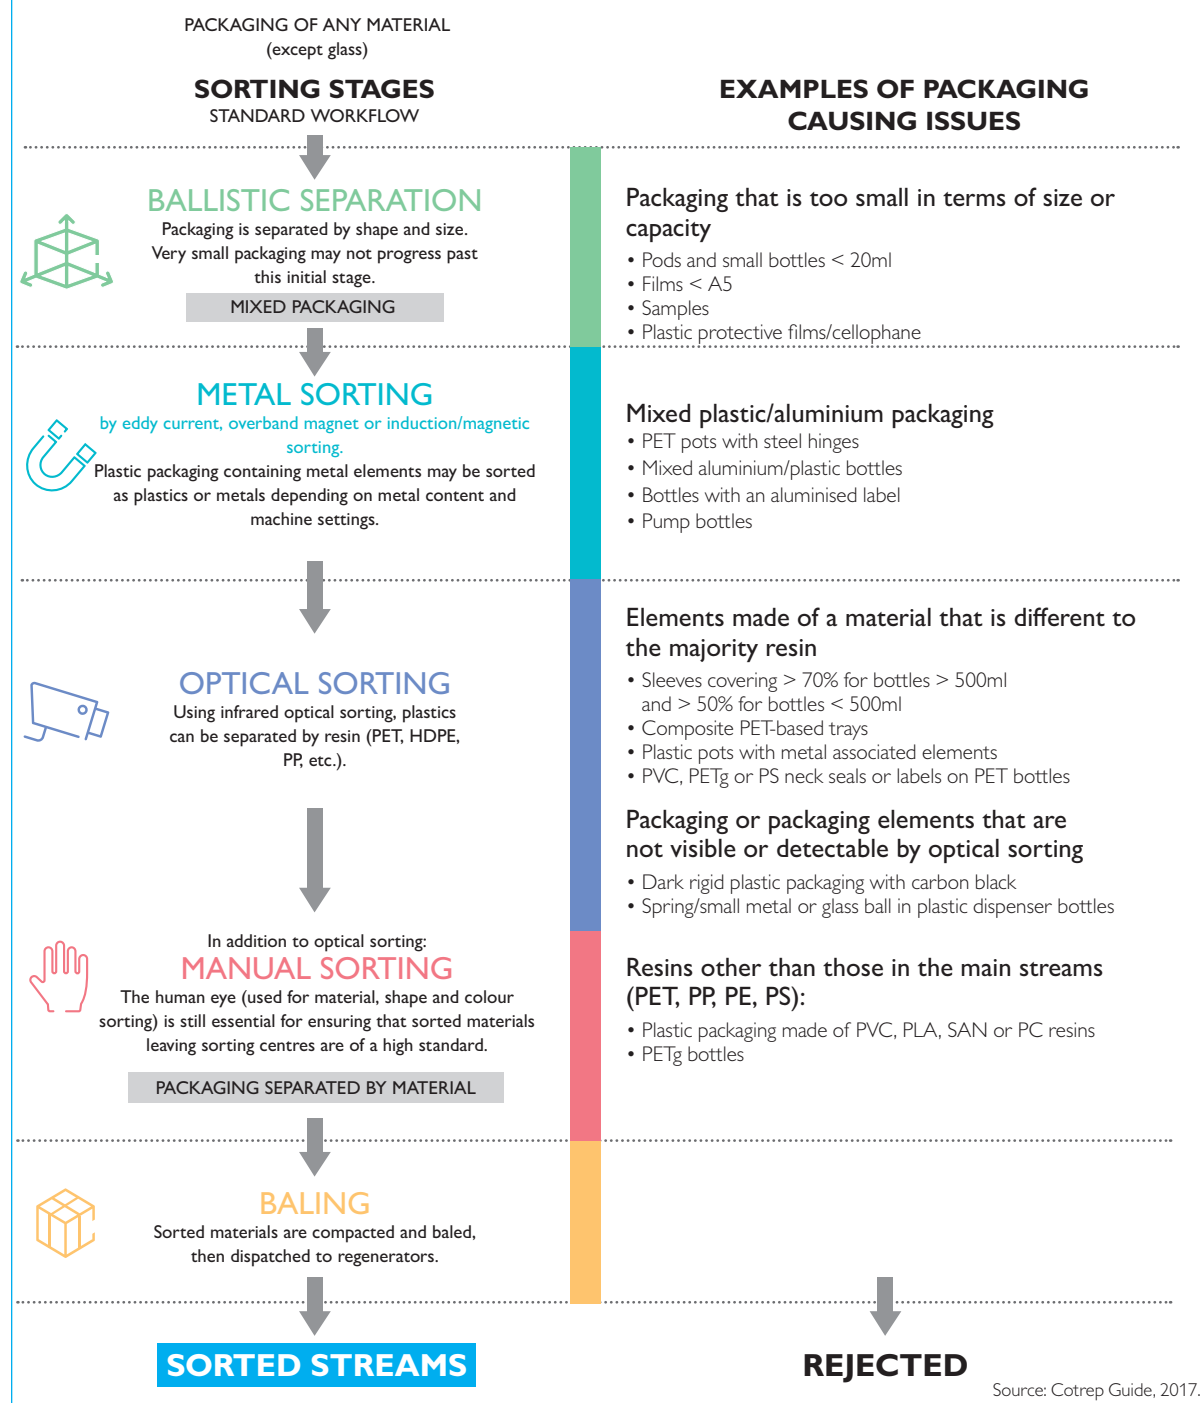 PACKAGING OF ANY MATERIAL
(except glass)
SORTING STAGES
STANDARD WORKFLOW
EXAMPLES OF PACKAGING
CAUSING ISSUES
BALLISTIC SEPARATION
Packaging is separated by shape and size.
Very small packaging may not progress past
this initial stage.
MIXED PACKAGING
Packaging that is too small in terms of size or
capacity
• Pods and small bottles < 20ml
• Films < A5
• Samples
• Plastic protective films/cellophane
METAL SORTING
by eddy current, overband magnet or induction/magnetic
sorting.
Plastic packaging containing metal elements may be sorted
as plastics or metals depending on metal content and
machine settings.
Mixed plastic/aluminium packaging
• PET pots with steel hinges
• Mixed aluminium/plastic bottles
• Bottles with an aluminised label
• Pump bottles
OPTICAL SORTING
Using infrared optical sorting, plastics
can be separated by resin (PET, HDPE,
PP, etc.).
Elements made of a material that is different to
the majority resin
• Sleeves covering > 70% for bottles > 500ml
and > 50% for bottles < 500ml
• Composite PET-based trays
• Plastic pots with metal associated elements
• PVC, PETg or PS neck seals or labels on PET bottles
Packaging or packaging elements that are
not visible or detectable by optical sorting
• Dark rigid plastic packaging with carbon black
• Spring/small metal or glass ball in plastic dispenser bottles
In addition to optical sorting:
MANUAL SORTING
The human eye (used for material, shape and colour
sorting) is still essential for ensuring that sorted materials
leaving sorting centres are of a high standard.
PACKAGING SEPARATED BY MATERIAL
Resins other than those in the main streams
(PET, PP, PE, PS):
• Plastic packaging made of PVC, PLA, SAN or PC resins
• PETg bottles
BALING
Sorted materials are compacted and baled,
then dispatched to regenerators.
SORTED STREAMS
REJECTED
Source: Cotrep Guide, 2017.